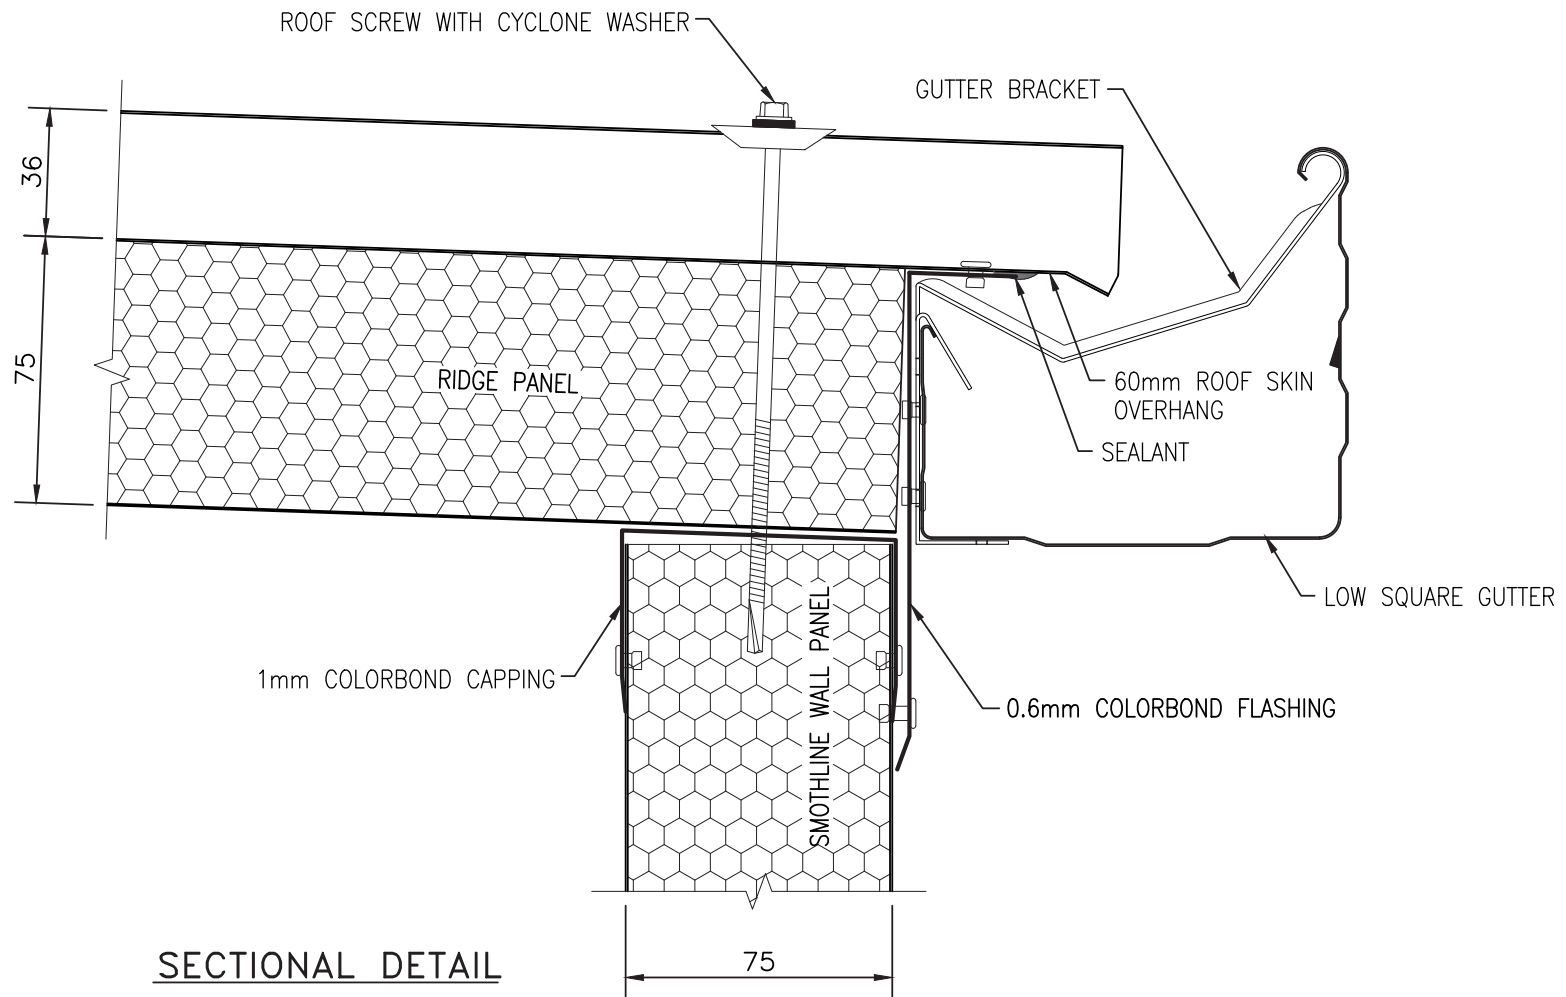 ROOF SCREW WITH CYCLONE WASHER
GUTTER BRACKET
36
75
RIDGE PANEL
60mm ROOF SKIN
OVERHANG
SEALANT
LOW SQUARE GUTTER
1mm COLORBOND CAPPING
SMOTHLINE WALL PANEL
0.6mm COLORBOND FLASHING
SECTIONAL DETAIL
75